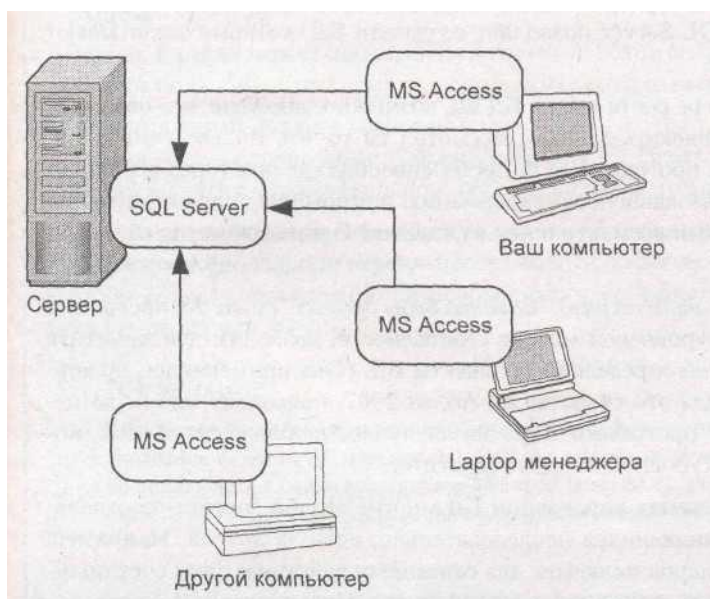 MS Access
SQL Server
Ваш компьютер
Сервер
MS Access
MS Access
Laptop менеджера
Другой компьютер